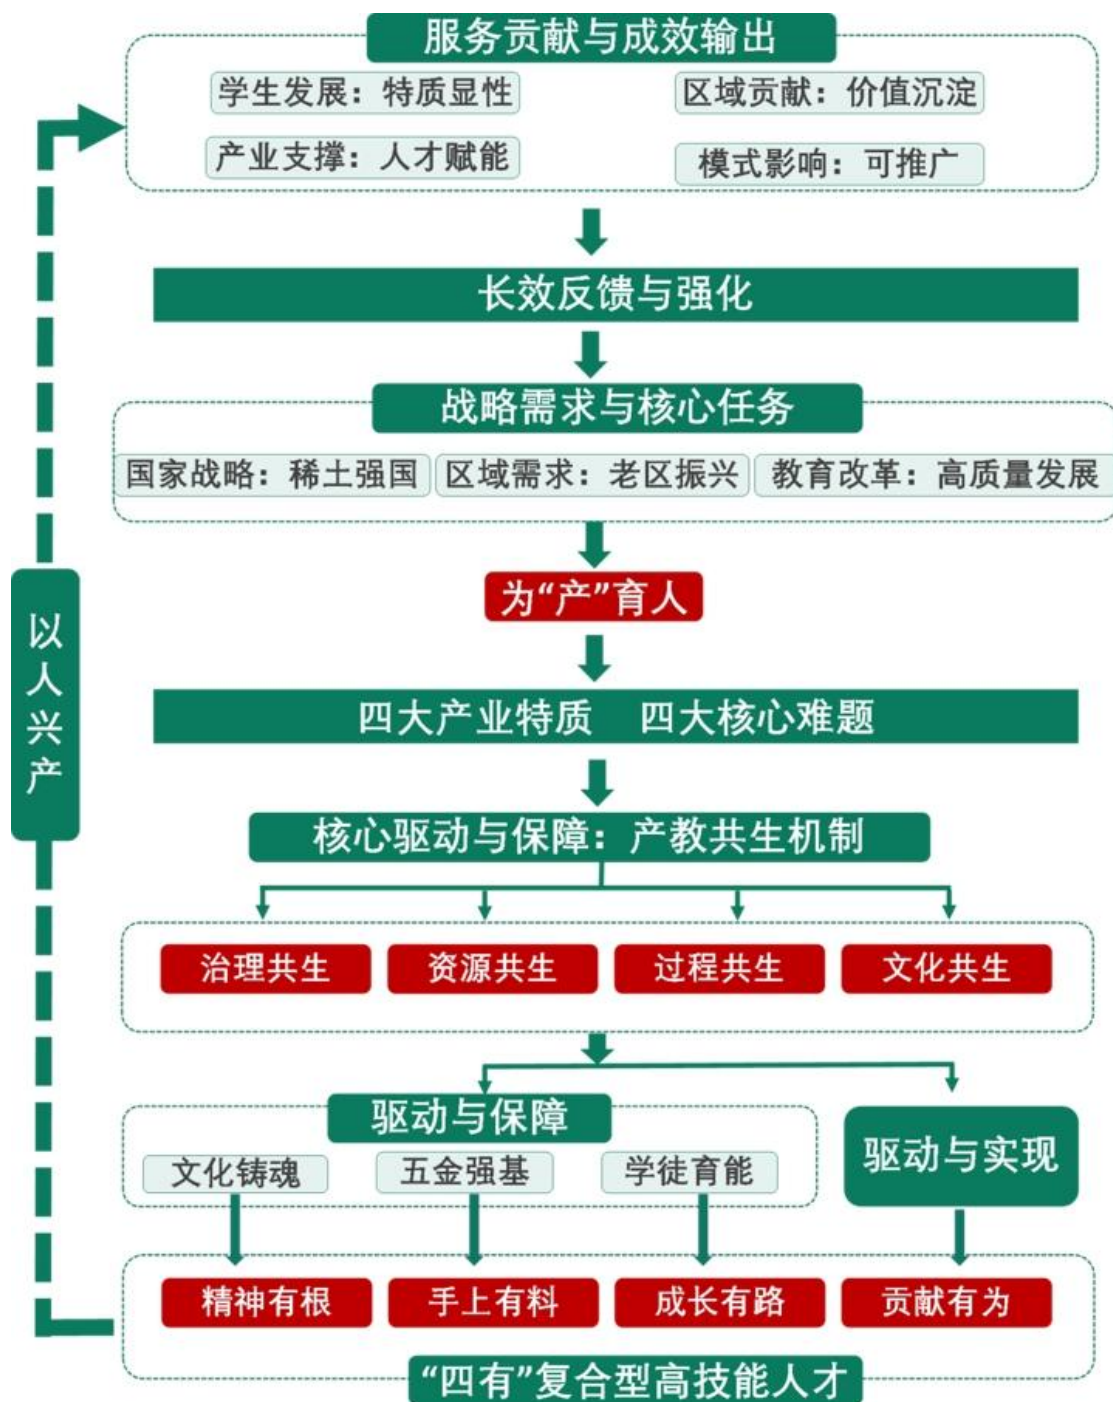 服务贡献与成效输出
学生发展：特质显性
区域贡献：价值沉淀
产业支撑：人才赋能
模式影响：可推广
长效反馈与强化
战略需求与核心任务
国家战略：稀土强国
区域需求：老区振兴
教育改革：高质量发展
为“产”育人
以人兴产
四大产业特质 四大核心难题
核心驱动与保障：产教共生机制
治理共生
资源共生
过程共生
文化共生
驱动与保障
驱动与实现
文化铸魂
五金强基
学徒育能
精神有根
手上有料
成长有路
贡献有为
“四有”复合型高技能人才